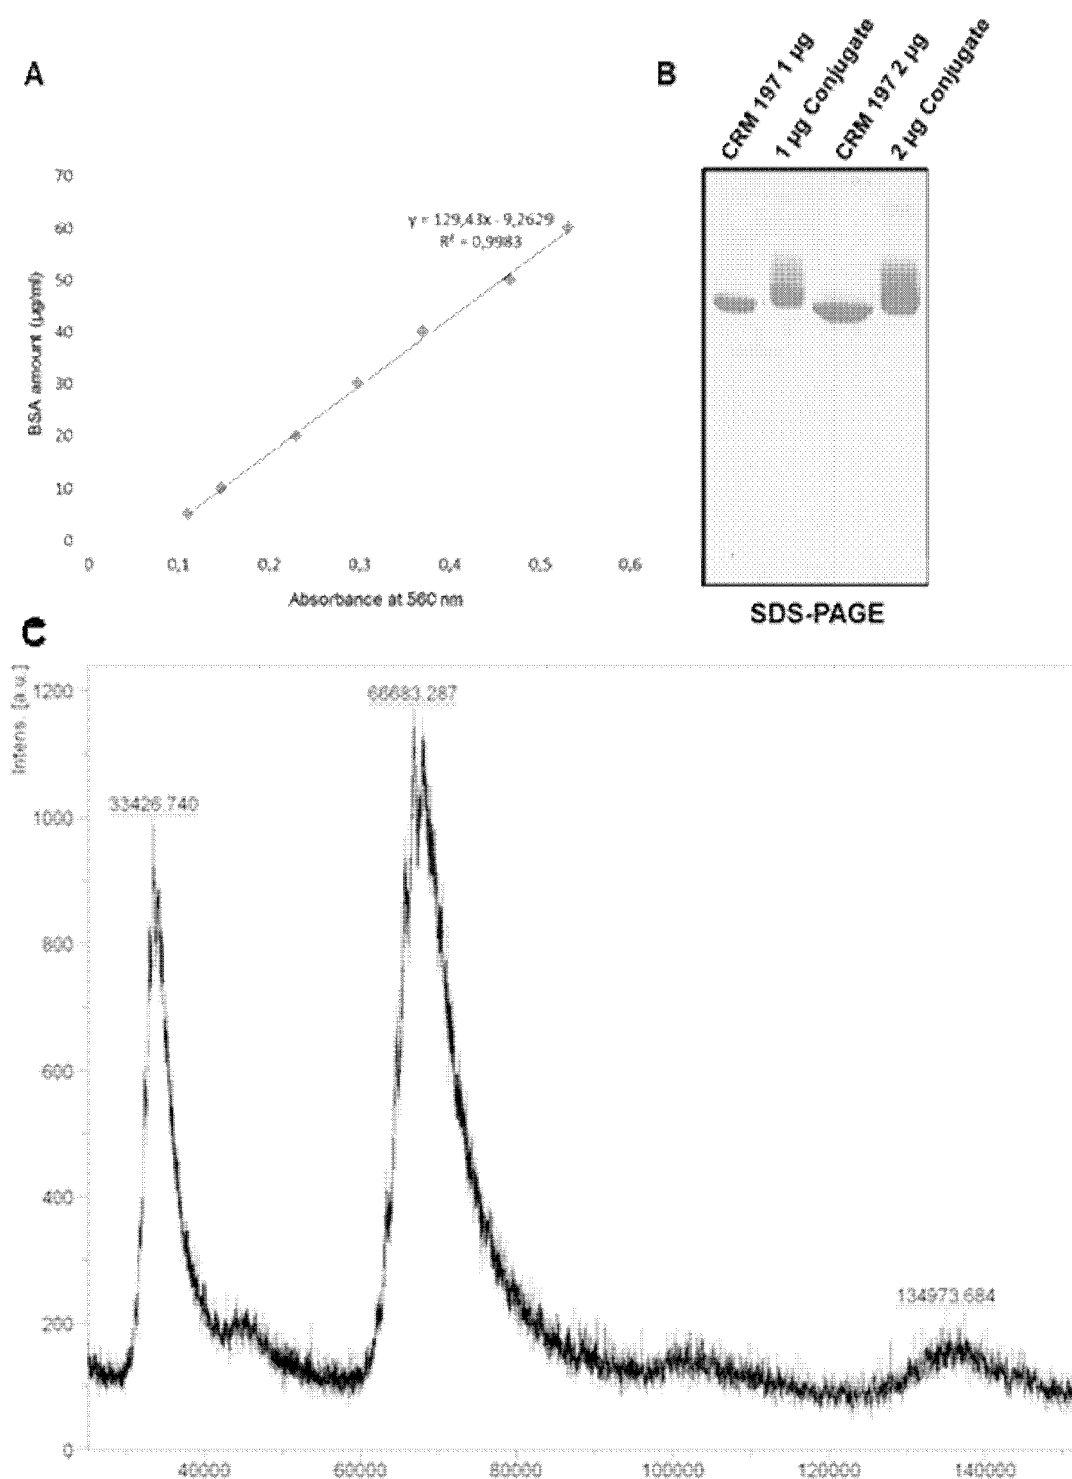 A
B
CRM 197 1 µg
1 µg Conjugate
CRM 197 2 µg
2 µg Conjugate
70
60
50
40
30
20
10
0
BSA amount (µg/ml)
y = 129,43x - 9,2629
R² = 0,9983
0 0,1 0,2 0,3 0,4 0,5 0,6
Absorbance at 560 nm
SDS-PAGE
C
Intens. [a.u.]
1200
1000
800
600
400
200
0
33426.740
66683.287
134973.684
40000 60000 80000 100000 120000 140000